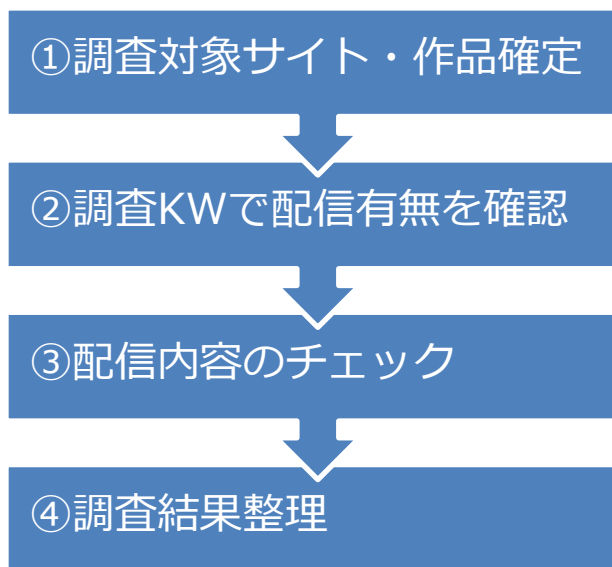 ①調査対象サイト・作品確定
②調査KWで配信有無を確認
③配信内容のチェック
④調査結果整理